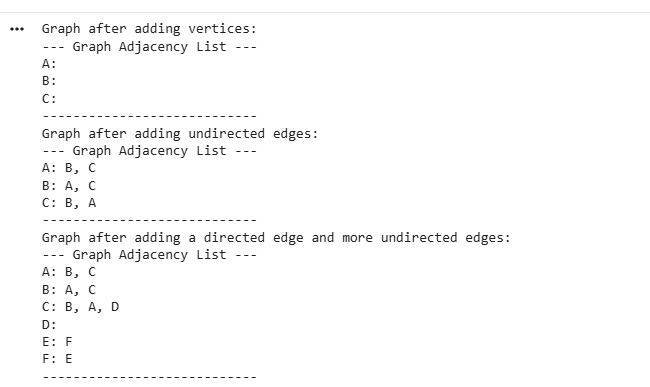 Graph after adding vertices:
--- Graph Adjacency List ---
A:
B:
C:
----------------------------
Graph after adding undirected edges:
--- Graph Adjacency List ---
A: B, C
B: A, C
C: B, A
----------------------------
Graph after adding a directed edge and more undirected edges:
--- Graph Adjacency List ---
A: B, C
B: A, C
C: B, A, D
D:
E: F
F: E
----------------------------